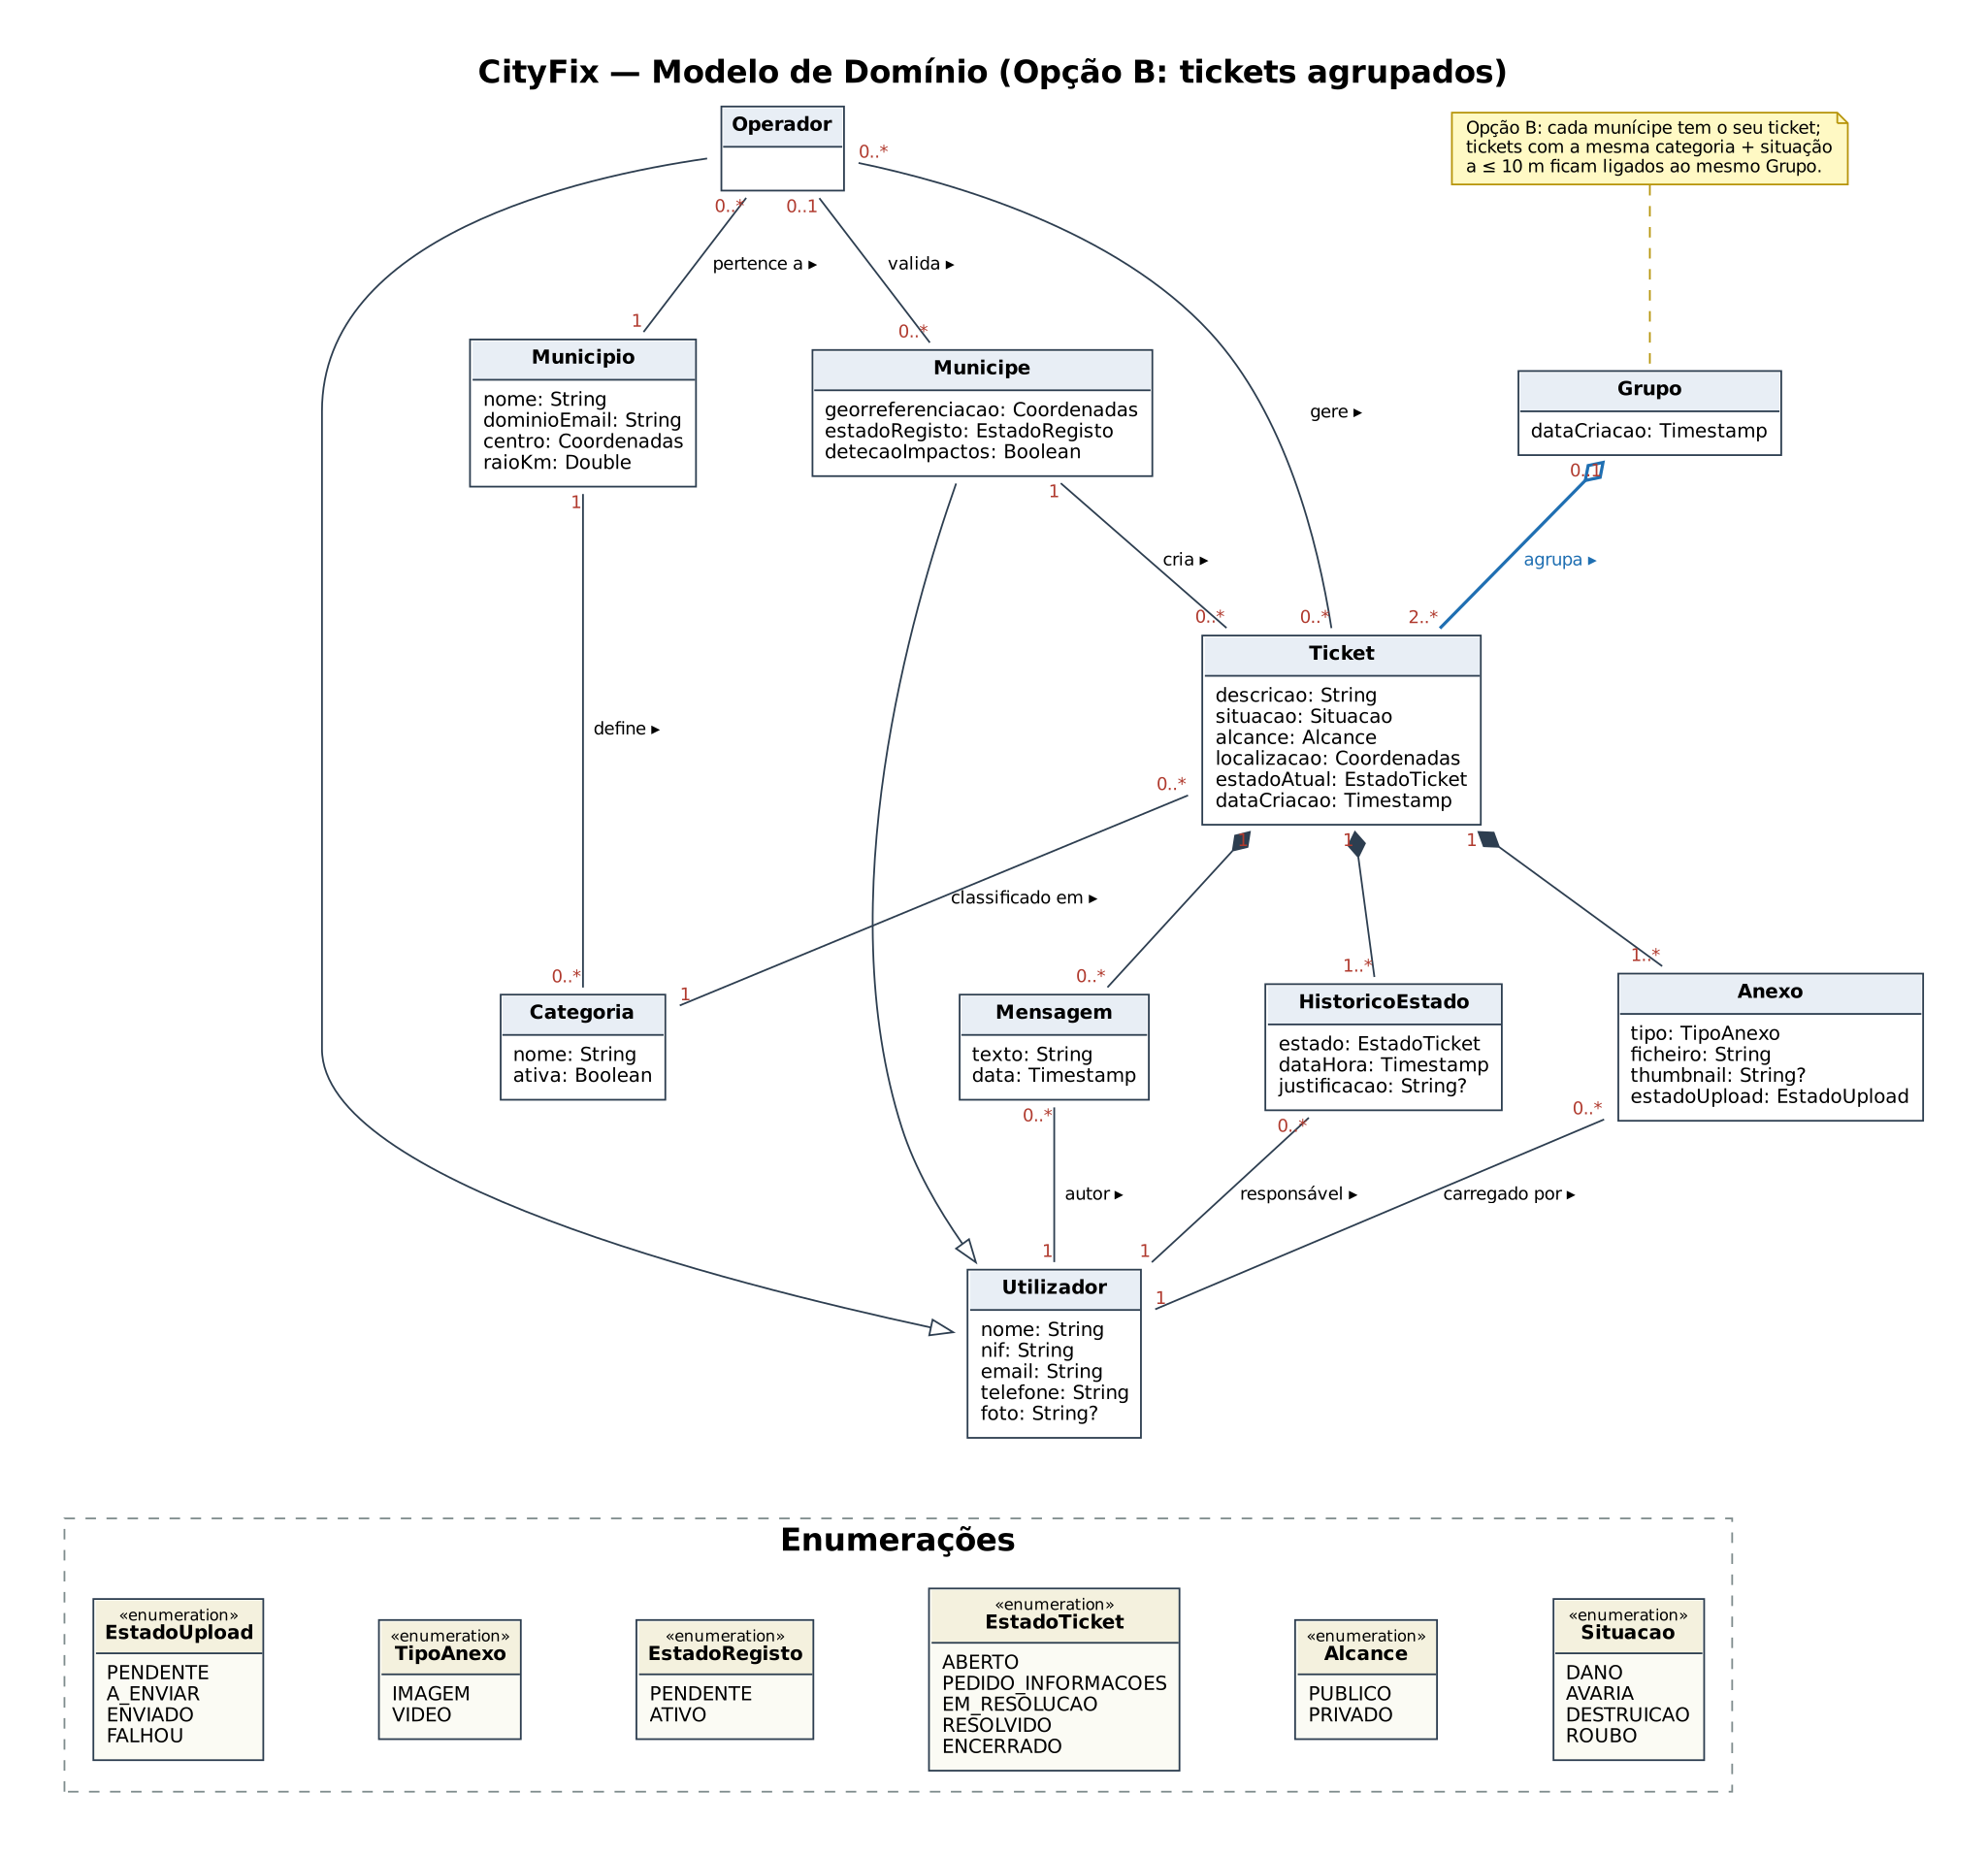 CityFix — Modelo de Domínio (Opção B: tickets agrupados)
Operador
Opção B: cada munícipe tem o seu ticket;
tickets com a mesma categoria + situação
a ≤ 10 m ficam ligados ao mesmo Grupo.
0..*
0..*
0..1
pertence a ▸
valida ▸
1
0..*
Municipio
nome: String
dominioEmail: String
centro: Coordenadas
raioKm: Double
Municipe
georreferenciacao: Coordenadas
estadoRegisto: EstadoRegisto
detecaoImpactos: Boolean
gere ▸
Grupo
dataCriacao: Timestamp
0..1
1
1
cria ▸
agrupa ▸
0..*
0..*
2..*
Ticket
descricao: String
situacao: Situacao
alcance: Alcance
localizacao: Coordenadas
estadoAtual: EstadoTicket
dataCriacao: Timestamp
define ▸
0..*
1
1
1
classificado em ▸
0..*
1
0..*
1..*
1..*
Categoria
nome: String
ativa: Boolean
Mensagem
texto: String
data: Timestamp
HistoricoEstado
estado: EstadoTicket
dataHora: Timestamp
justificacao: String?
Anexo
tipo: TipoAnexo
ficheiro: String
thumbnail: String?
estadoUpload: EstadoUpload
0..*
0..*
0..*
autor ▸
responsável ▸
carregado por ▸
1
1
1
Utilizador
nome: String
nif: String
email: String
telefone: String
foto: String?
Enumerações
«enumeration»
EstadoUpload
PENDENTE
A_ENVIAR
ENVIADO
FALHOU
«enumeration»
TipoAnexo
IMAGEM
VIDEO
«enumeration»
EstadoRegisto
PENDENTE
ATIVO
«enumeration»
EstadoTicket
ABERTO
PEDIDO_INFORMACOES
EM_RESOLUCAO
RESOLVIDO
ENCERRADO
«enumeration»
Alcance
PUBLICO
PRIVADO
«enumeration»
Situacao
DANO
AVARIA
DESTRUICAO
ROUBO